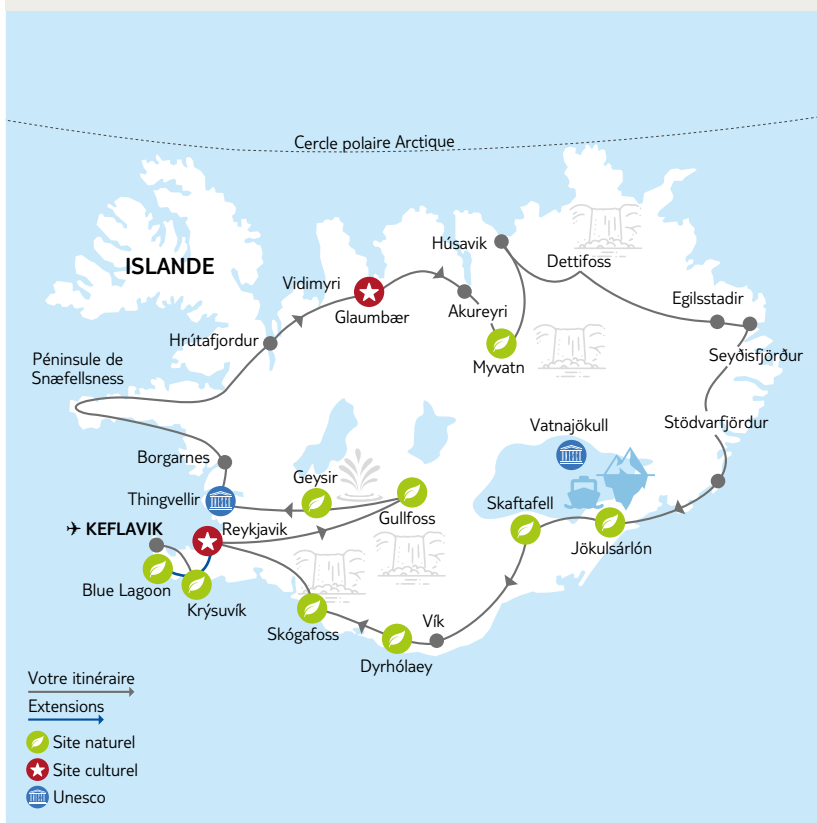 Cercle polaire Arctique
Húsavik
Dettifoss
ISLANDE
Vidimyri
Glaumbær
Akureyri
Egilsstadir
Hrútafjordur
Myvatn
Seyðisfjörður
Péninsule de
Snæfellsness
Stödvarfjördur
Vatnajökull
Borgarnes
Geysir
Thingvellir
Gullfoss
Skaftafell
KEFLAVIK
Reykjavik
Jökulsárlón
Blue Lagoon
Krýsuvík
Skógafoss
Vík
Dyrhólaey
Votre itinéraire
Extensions
Site naturel
Site culturel
Unesco